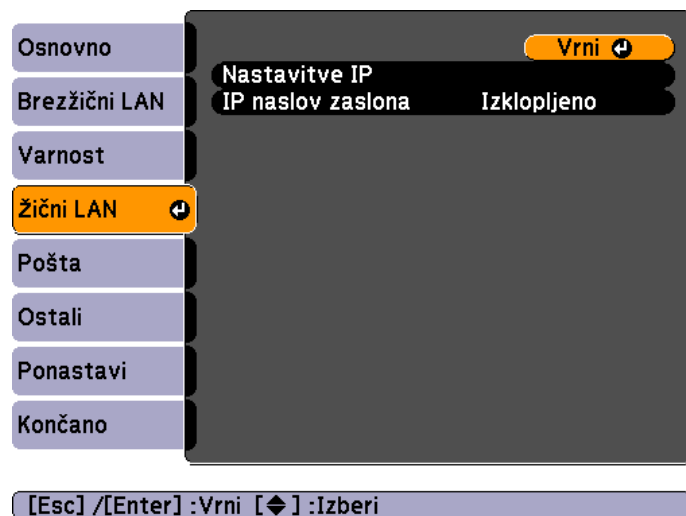 Osnovno
Brezžični LAN
Varnost
Žični LAN
Pošta
Ostali
Ponastavi
Končano
Vrni
Nastavitve IP
IP naslov zaslona Izklopljeno
[Esc] /[Enter] :Vrni [◆] :Izberi